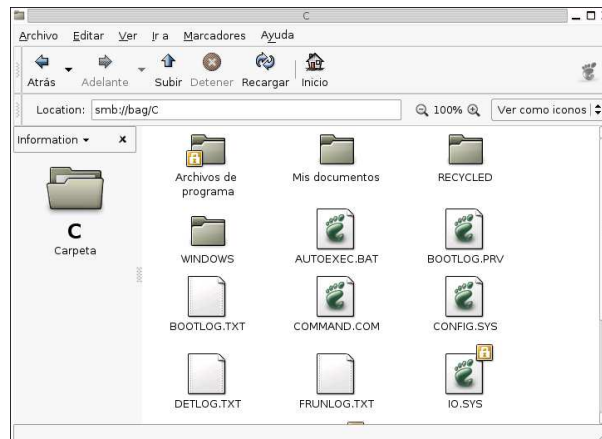 C
Archivo Editar Ver Ir a Marcadores Ayuda
Atrás Adelante Subir Detener Recargar Inicio
Location: smb://bag/C 100% Ver como iconos
Information
C
Carpeta
Archivos de programa
Mis documentos
RECYCLED
WINDOWS
AUTOEXEC.BAT
BOOTLOG.PRV
BOOTLOG.TXT
COMMAND.COM
CONFIG.SYS
DETLOG.TXT
FRUNLOG.TXT
IO.SYS